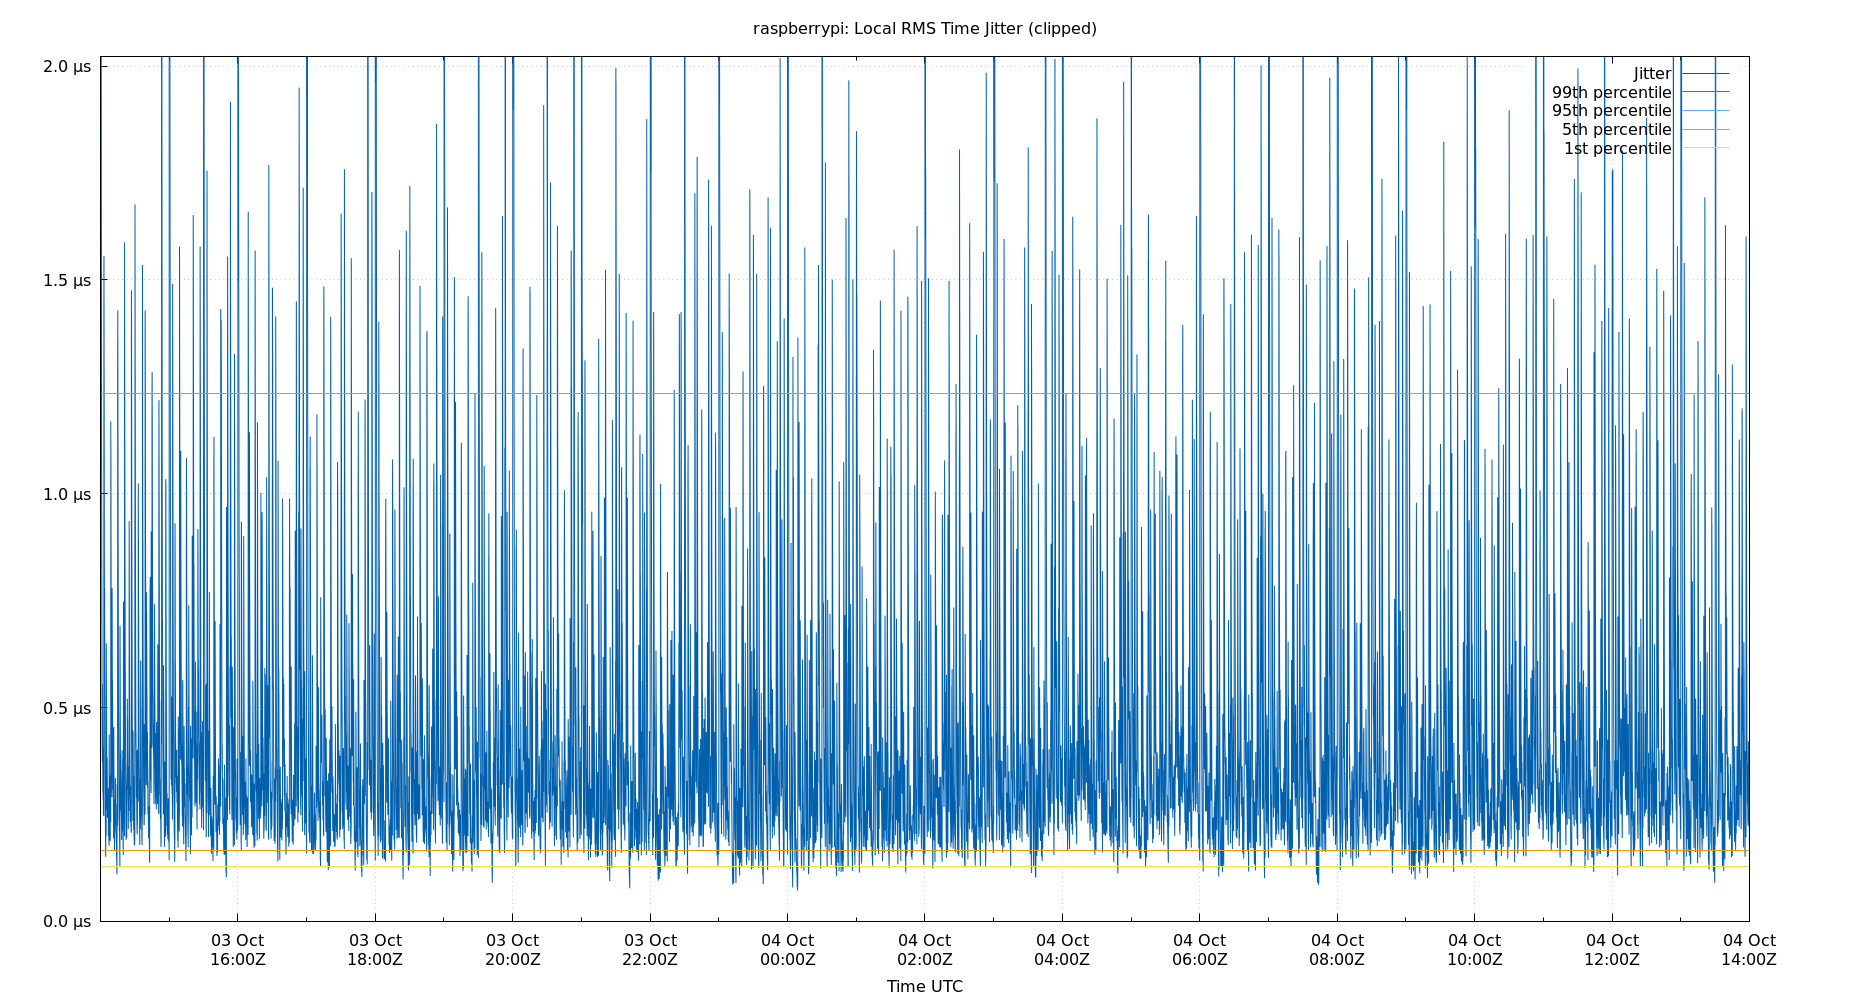 raspberrypi: Local RMS Time Jitter (clipped)
2.0 µs
1.5 µs
1.0 µs
0.5 µs
0.0 µs
Jitter
99th percentile
95th percentile
5th percentile
1st percentile
03 Oct 03 Oct 03 Oct 03 Oct 04 Oct 04 Oct 04 Oct 04 Oct 04 Oct 04 Oct 04 Oct 04 Oct
16:00Z 18:00Z 20:00Z 22:00Z 00:00Z 02:00Z 04:00Z 06:00Z 08:00Z 10:00Z 12:00Z 14:00Z
Time UTC